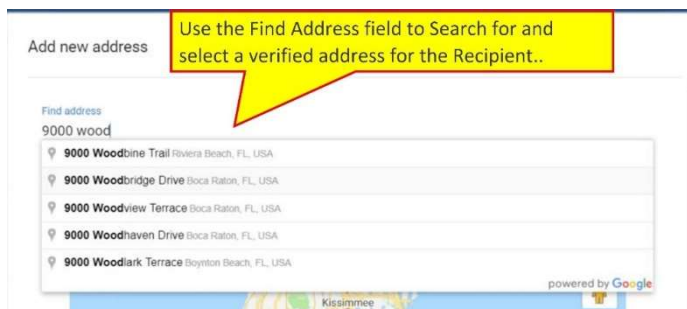 Use the Find Address field to Search for and
select a verified address for the Recipient..
Add new address
Find address
9000 wood
9000 Woodbine Trail Riviera Beach, FL, USA
9000 Woodbridge Drive Boca Raton, FL, USA
9000 Woodview Terrace Boca Raton, FL, USA
9000 Woodhaven Drive Boca Raton, FL, USA
9000 Woodlark Terrace Boynton Beach, FL, USA
powered by Google
Kissimmee